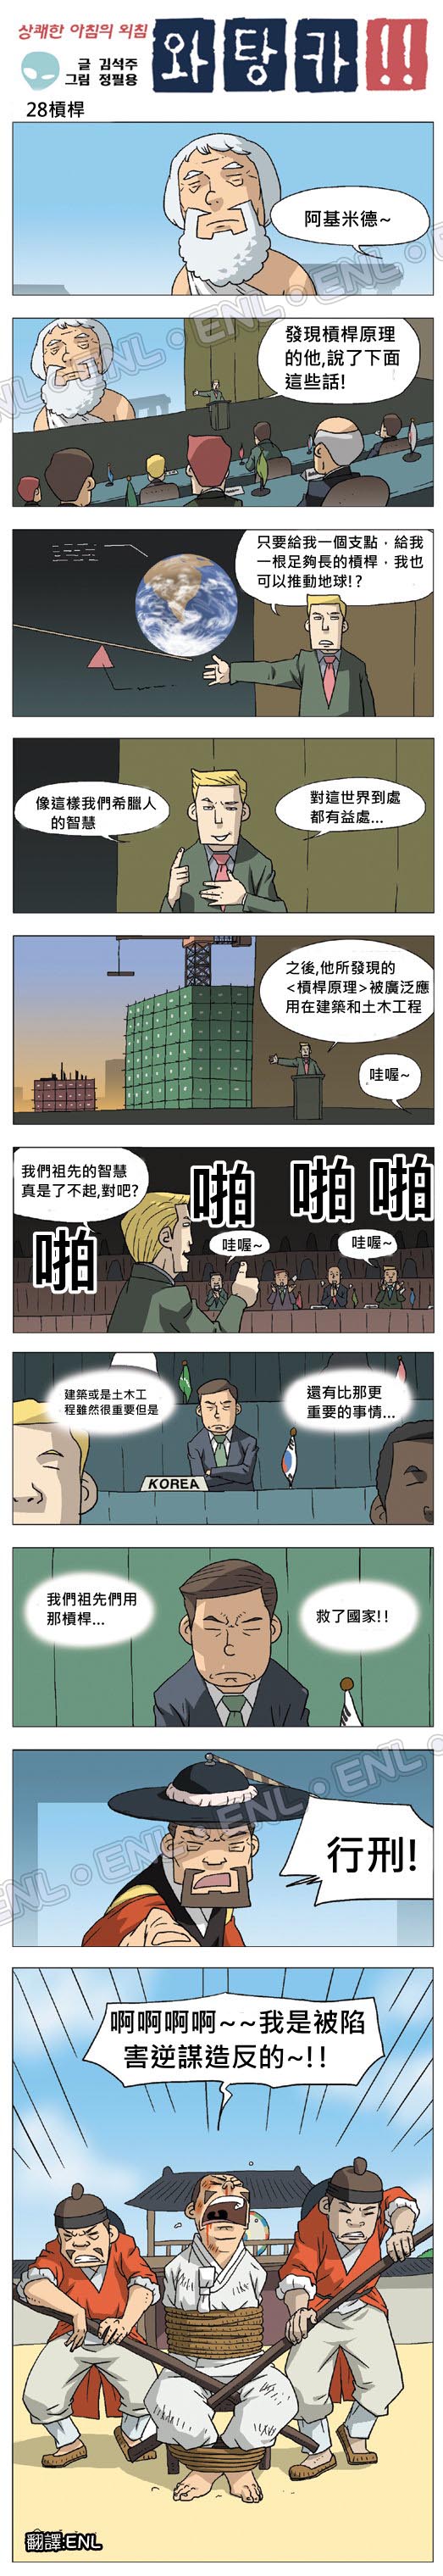 상쾌한 아침의 외침
글 김석주
그림 정필용
와탕카!!
28槓桿
阿基米德~
發現槓桿原理
的他,說了下面
這些話!
只要給我一個支點，給我
一根足夠長的槓桿，我也
可以推動地球!?
像這樣我們希臘人
的智慧
對這世界到處
都有益處...
之後,他所發現的
<槓桿原理>被廣泛應
用在建築和土木工程
哇喔~
我們祖先的智慧
真是了不起,對吧?
啪
啪
啪
啪
哇喔~
哇喔~
建築或是土木工
程雖然很重要但是
還有比那更
重要的事情...
KOREA
我們祖先們用
那槓桿...
救了國家!!
行刑!
啊啊啊啊~~我是被陷
害逆謀造反的~!!
翻譯:ENL
ENL
ENL
ENL
ENL
ENL
ENL
ENL